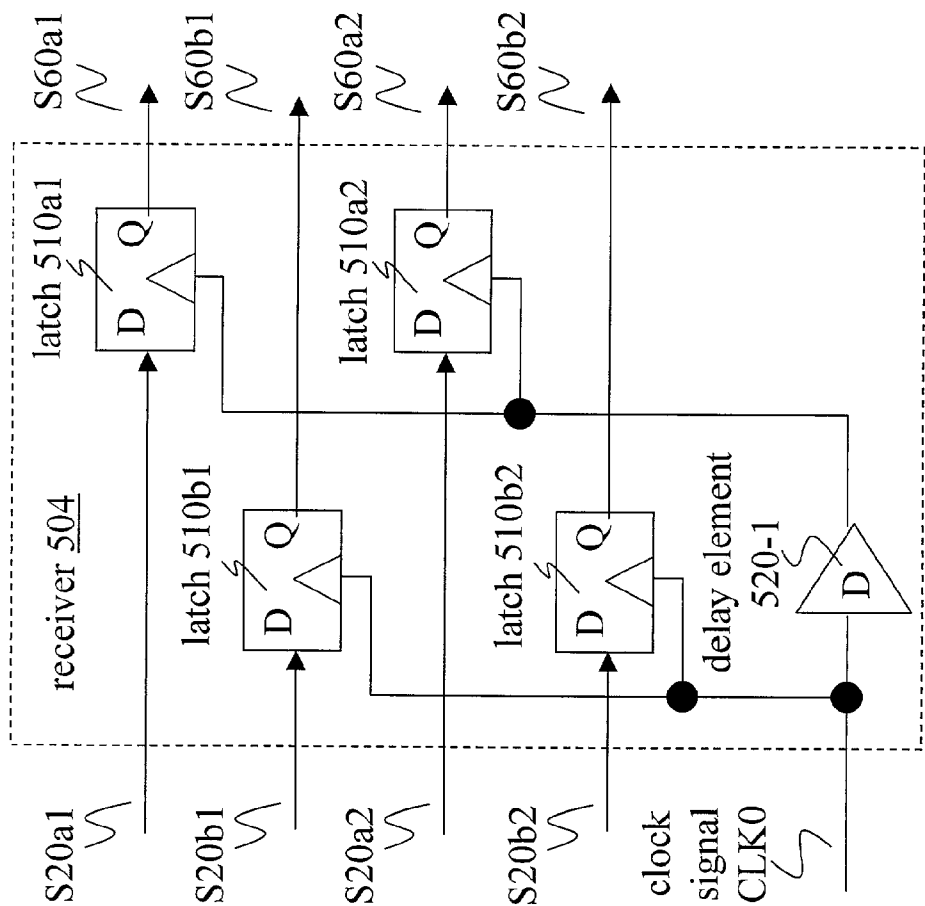 S60a1
S60b1
S60a2
S60b2
latch 510a1
D Q
latch 510a2
D Q
receiver 504
latch 510b1
D Q
latch 510b2
D Q
delay element
520-1
D
S20a1
S20b1
S20a2
S20b2
clock
signal
CLK0